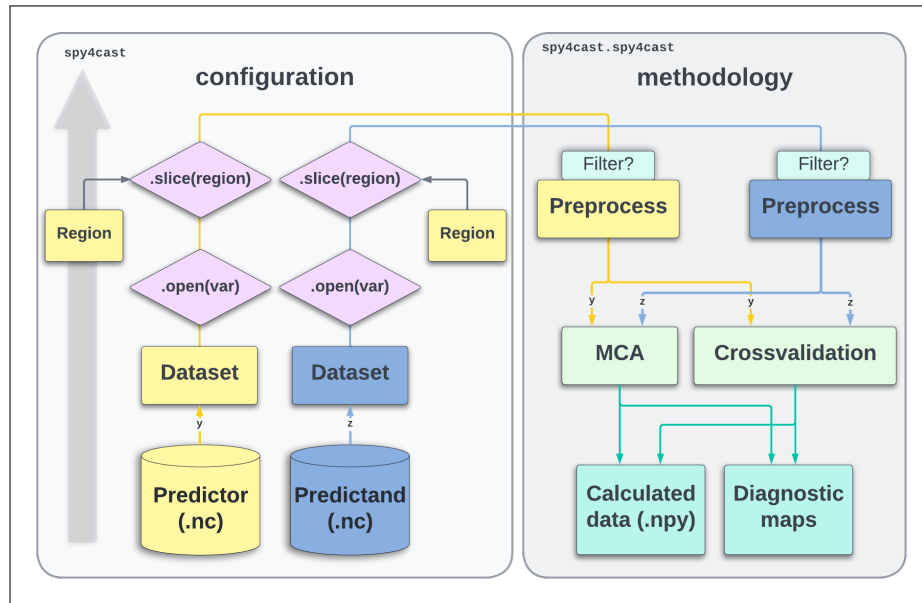 spy4cast
configuration
.slice(region)
.slice(region)
Region
Region
.open(var)
.open(var)
Dataset
Dataset
y
z
Predictor
(.nc)
Predictand
(.nc)
spy4cast.spy4cast
methodology
Filter?
Filter?
Preprocess
Preprocess
y
z
y
z
MCA
Crossvalidation
Calculated
data (.npy)
Diagnostic
maps